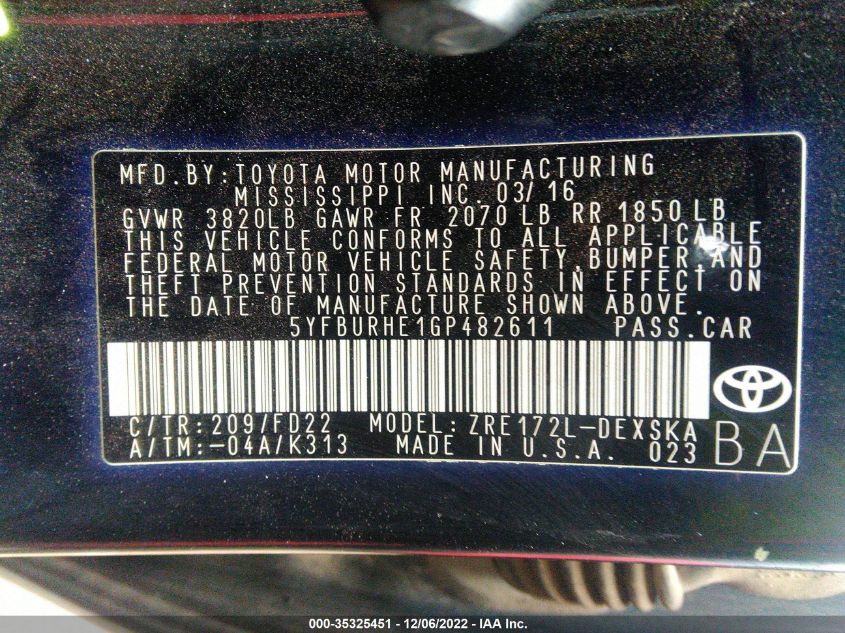 MFD. BY: TOYOTA MOTOR MANUFACTURING
MISSISSIPPI INC. 03/16
GVWR 3820LB GAWR FR 2070 LB RR 1850 LB
THIS VEHICLE CONFORMS TO ALL APPLICABLE
FEDERAL MOTOR VEHICLE SAFETY, BUMPER, AND
THEFT PREVENTION STANDARDS IN EFFECT ON
THE DATE OF MANUFACTURE SHOWN ABOVE.
5YFBURHE1GP482611 PASS. CAR
C/TR: 209/FD22 MODEL: ZRE172L-DEXSKA
A/TM: -04A/K313 MADE IN U.S.A. 023 BA
000-35325451 - 12/06/2022 - IAA Inc.